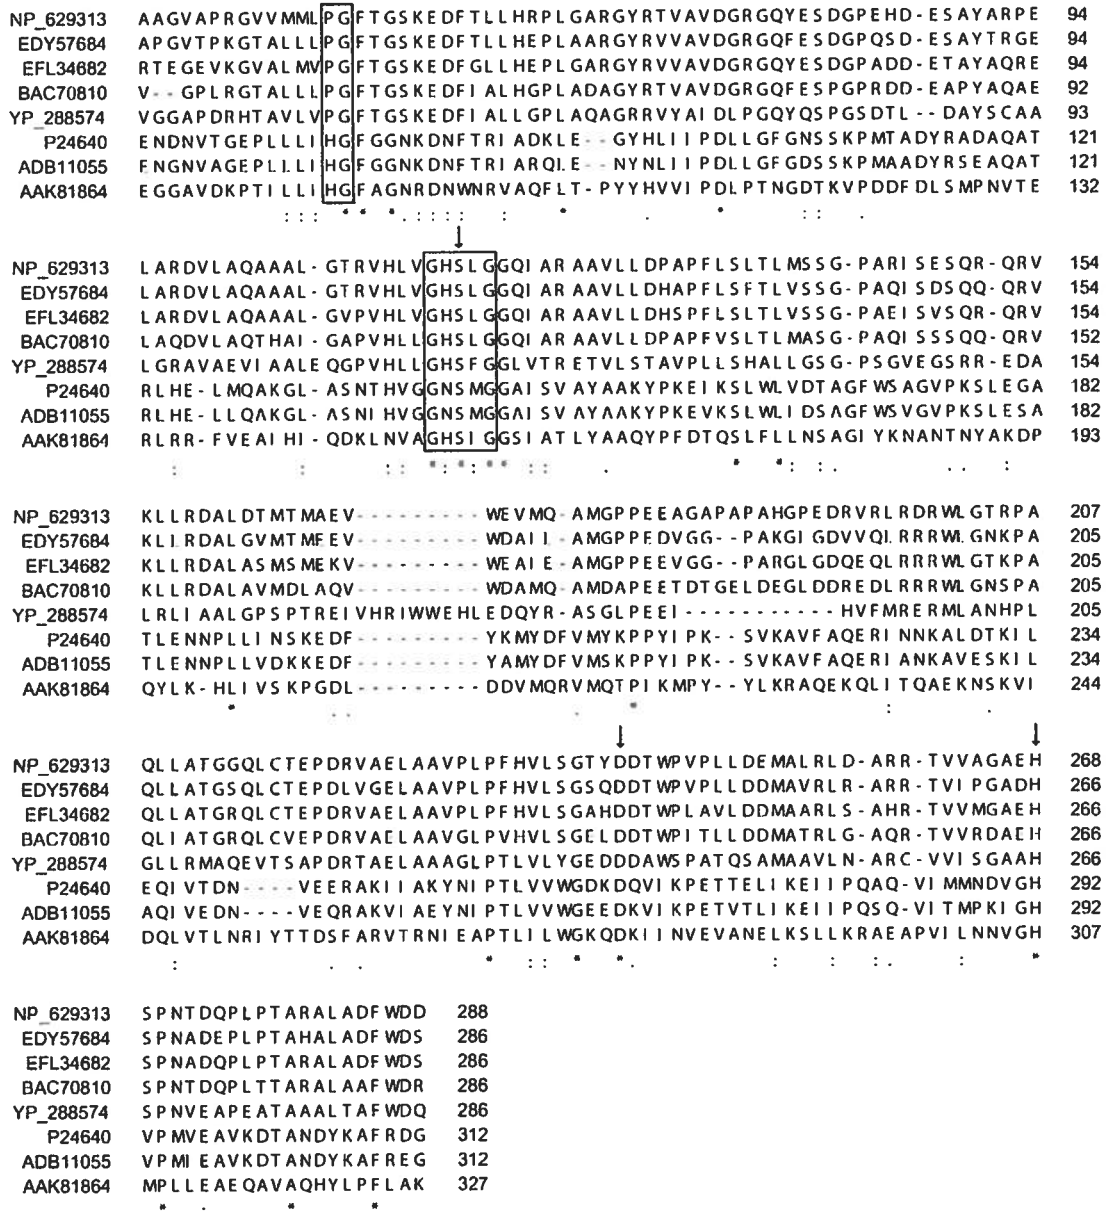 NP_629313 AAGVAPRGVVMMLPGFTGSKEDFTLLHRPLGARGYRTVAVDGRGQYESDGPEHD-ESAYARPE 94
EDY57684 APGVTPKGTALLLPGFTGSKEDFTLLHEPLAARGYRVVAVDGRGQFESDGPQSD-ESAYTRGE 94
EFL34682 RTEGEVKGVALMVPGFTGSKEDFGLLHEPLGARGYRVVAVDGRGQYESDGPADD-ETAYAQRE 94
BAC70810 V--GPLRGTALLLPGFTGSKEDFIALHGPLADAGYRTVAVDGRGQFESPGPRDD-EAPYAQAE 92
YP_288574 VGGAPDRHTAVLVPGFTGSKEDFIALLGPLAQAGRRVVYAIDLPGQYQSPGSDTL--DAYSCAA 93
P24640 ENDNVTGEPLLLIHGFGGNKDNFTRIADKLE--GYHLIIPDLLGFGNSSKPMTADYRADAQAT 121
ADB11055 FNGNVAGEPLILIHGFGGNKDNFTRIARQLE--NYNLIIPDLLGFGDSSKPMAADYRSEAQAT 121
AAK81864 EGGAVDKPTILLIHGFAGNRDNWNRVAQFLT-PYYHVVIPDLPTNGDTKVPDDFDLSMPNVTE 132
: : : * * * * . : : : : : * . * : : .
↓
NP_629313 LARDVLAQAAAL-GTRVHLVGHSLGGQIARAAVLLDPAPFLSLTLMSSG-PARISESQR-QRV 154
EDY57684 LARDVLAQAAAL-GTRVHLVGHSLGGQIARAAVLLDHAPFLSFTLVSSG-PAQISDSQQ-QRV 154
EFL34682 LARDVLAQAAAL-GVPVHLVGHSLGGQIARAAVLLDHSPFLSLTLVSSG-PAEISVSQR-QRV 154
BAC70810 LAQDVLAQTHAI-GAPVHLLGHSLGGQIARAAVLLDPAPFVSLTLMASG-PAQISSSQQ-QRV 152
YP_288574 LGRAVAEVIAALEQGPVHLLGHSFGGLVTRETVLSTAVPLLSHALLGSG-PSGVEGSRR-EDA 154
P24640 RLHE-LMQAKGL-ASNTHVGGNSMGGAISVAYAAKYPKEIKSLWLVDTAGFWSAGVPKSLEGA 182
ADB11055 RLHE-LLQAKGL-ASNIHVGGNSMGGAISVAYAAKYPKEVKSLWLIDSAGFWSVGVPKSLESA 182
AAK81864 RLRR-FVEAIHI-QDKLNVAGHSIGGSIATLYAAQYPFDTQSLFLLNSAGIYKNANTNYAKDP 193
: : : : : * : * : * * : : . * * : : . . :
NP_629313 KLLRDALDTMTMAEV---------WEVMQ-AMGPPEEAGAPAPAHGPEDRVRLRDRWLGTRPA 207
EDY57684 KLLRDALGVMTMEEV---------WDAII-AMGPPEDVGG--PAKGIGDVVQLRRRWLGNKPA 205
EFL34682 KLLRDALASMSMEKV---------WEAIE-AMGPPEEVGG--PARGLGDQEQLRRRWLGTKPA 205
BAC70810 KLLRDALAVMDLAQV---------WDAMQ-AMDAPEETDTGELDEGLDDREDLRRRWLGNSPA 205
YP_288574 LRLIAALGPSPTREIVHRIWWEHLEDQYR-ASGLPEEI----------HVFMRERMLANHPL 205
P24640 TLENNPLLINSKEDF---------YKMYDFVMYKPPYIPK--SVKAVFAQERINNKALDTKIL 234
ADB11055 TLENNPLLVDKKEDF---------YAMYDFVMSKPPYIPK--SVKAVFAQERIANKAVESKIL 234
AAK81864 QYLK-HLIVSKPGDL---------DDVMQRVMQTPIKMPY--YLKRAQEKQLITQAEKNSKVI 244
* . . . * : .
↓ ↓
NP_629313 QLLATGGQLCTEPDRVAELAAVPLPFHVLSGTYDDTWPVPLLDEMALRLD-ARR-TVVAGAEH 268
EDY57684 QLLATGSQLCTEPDLVGELAAVPLPFHVLSGSQDDTWPVPLLDDMAVRLR-ARR-TVIPGADH 266
EFL34682 QLLATGRQLCTEPDRVAELAAVPLPFHVLSGAHDDTWPLAVLDDMAARLS-AHR-TVVMGAEH 266
BAC70810 QLIATGRQLCVEPDRVAELAAVGLPVHVLSGELDDTWPITLLDDMATRLG-AQR-TVVRDAEH 266
YP_288574 GLLRMAQEVTSAPDRTAELAAAGLPTLVLYGEDDDAWSPATQSAMAAVLN-ARC-VVISGAAH 266
P24640 EQIVTDN----VEERAKIIAKYNIPTLVVWGDKDQVIKPETTELIKEIIPQAQ-VIMMNDVGH 292
ADB11055 AQIVEDN----VEQRAKVIAEYNIPTLVVWGEEDKVIKPETVTLIKEIIPQSQ-VITMPKIGH 292
AAK81864 DQLVTLNRIYTTDSFARVTRNIEAPTLILWGKQDKIINVEVANELKSLLKRAEAPVILNNVGH 307
: . . * : : * * . : : : . : *
NP_629313 SPNTDQPLPTARALADFWDD 288
EDY57684 SPNADEPLPTAHALADFWDS 286
EFL34682 SPNADQPLPTARALADFWDS 286
BAC70810 SPNTDQPLTTARALAAFWDR 286
YP_288574 SPNVEAPEATAAALTAFWDQ 286
P24640 VPMVEAVKDTANDYKAFRDG 312
ADB11055 VPMIEAVKDTANDYKAFREG 312
AAK81864 MPLLEAEQAVAQHYLPFLAK 327
* . * *